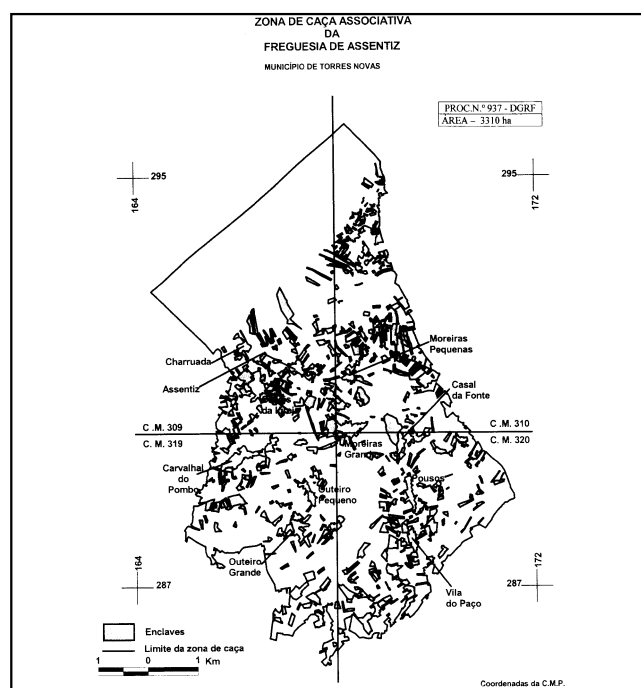 ZONA DE CAÇA ASSOCIATIVA
DA
FREGUESIA DE ASSENTIZ
MUNICÍPIO DE TORRES NOVAS
PROC.N.º 937 - DGRF
ÁREA – 3310 ha
295
164
295
172
Moreiras
Pequenas
Charruada
Assentiz
Casal
da Fonte
C .M. 309
C. M. 319
C .M. 310
C. M. 320
Moreiras
Grande
Carvalhal
do
Pombo
Outeiro
Pequeno
Pousos
Outeiro
Grande
Vila
do Paço
164
287
172
287
Enclaves
Limite da zona de caça
1 0 1 Km
Coordenadas da C.M.P.